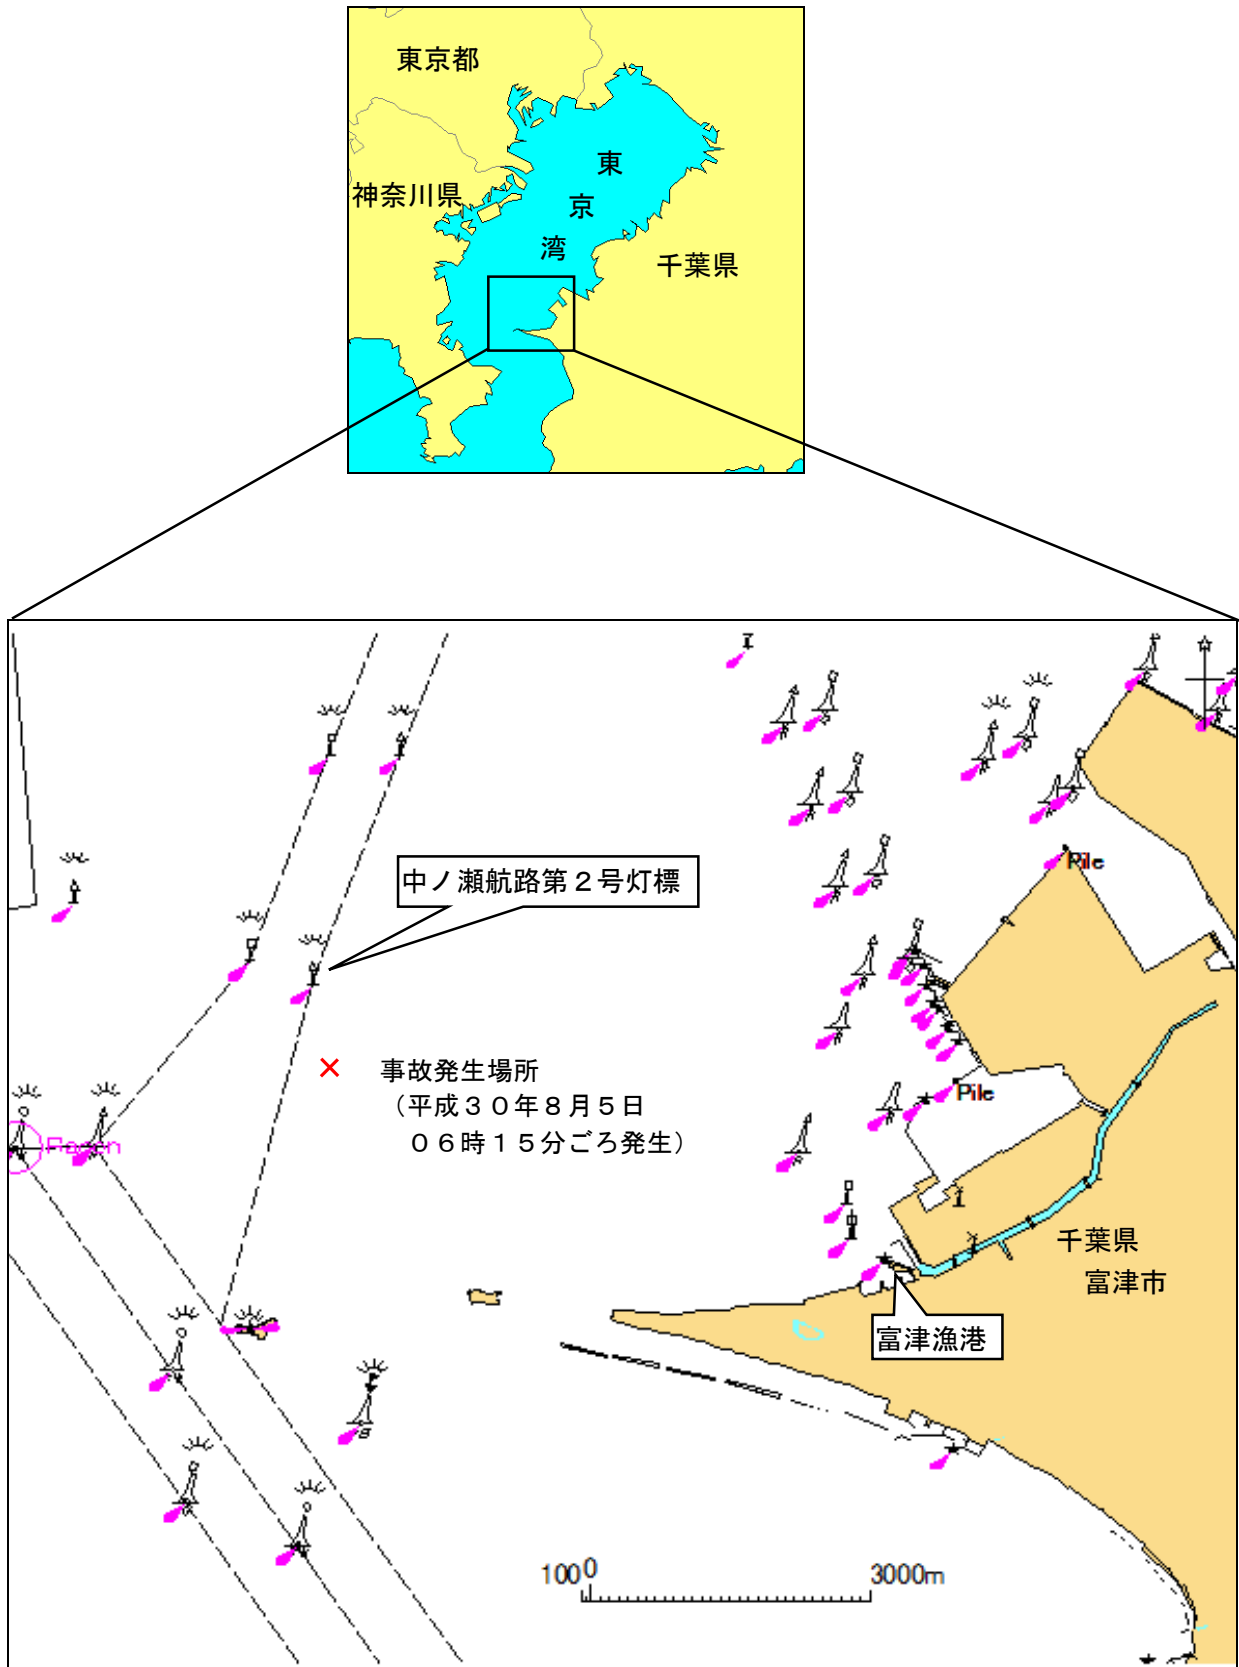 東京都
神奈川県
東
京
湾
千葉県
中ノ瀬航路第２号灯標
Pile
事故発生場所
（平成３０年８月５日
０６時１５分ごろ発生）
Pile
千葉県
富津市
富津漁港
100 0 3000m